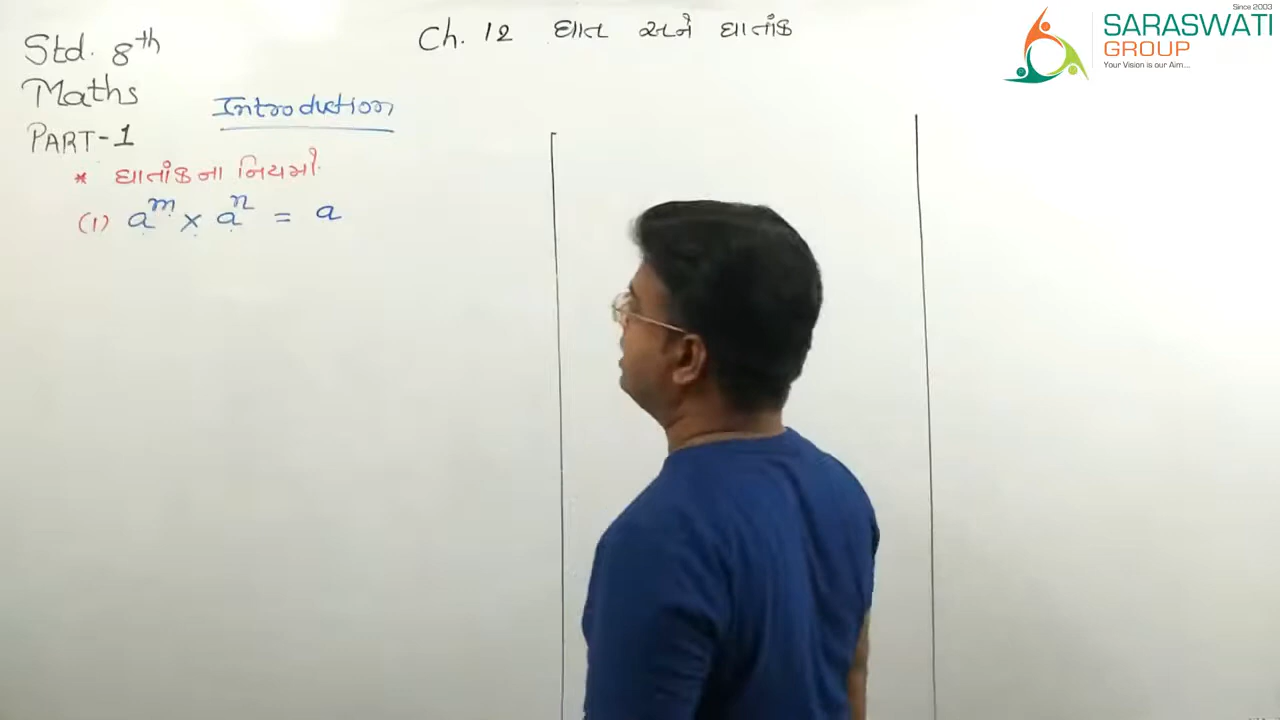 Since 2003
SARASWATI
GROUP
Your Vision is our Aim...
Ch. 12 ઘાત અને ઘાતાંક
Std. 8th
Maths
PART-1
Introduction
* ઘાતાંકના નિયમો
(1) a^m × a^n = a